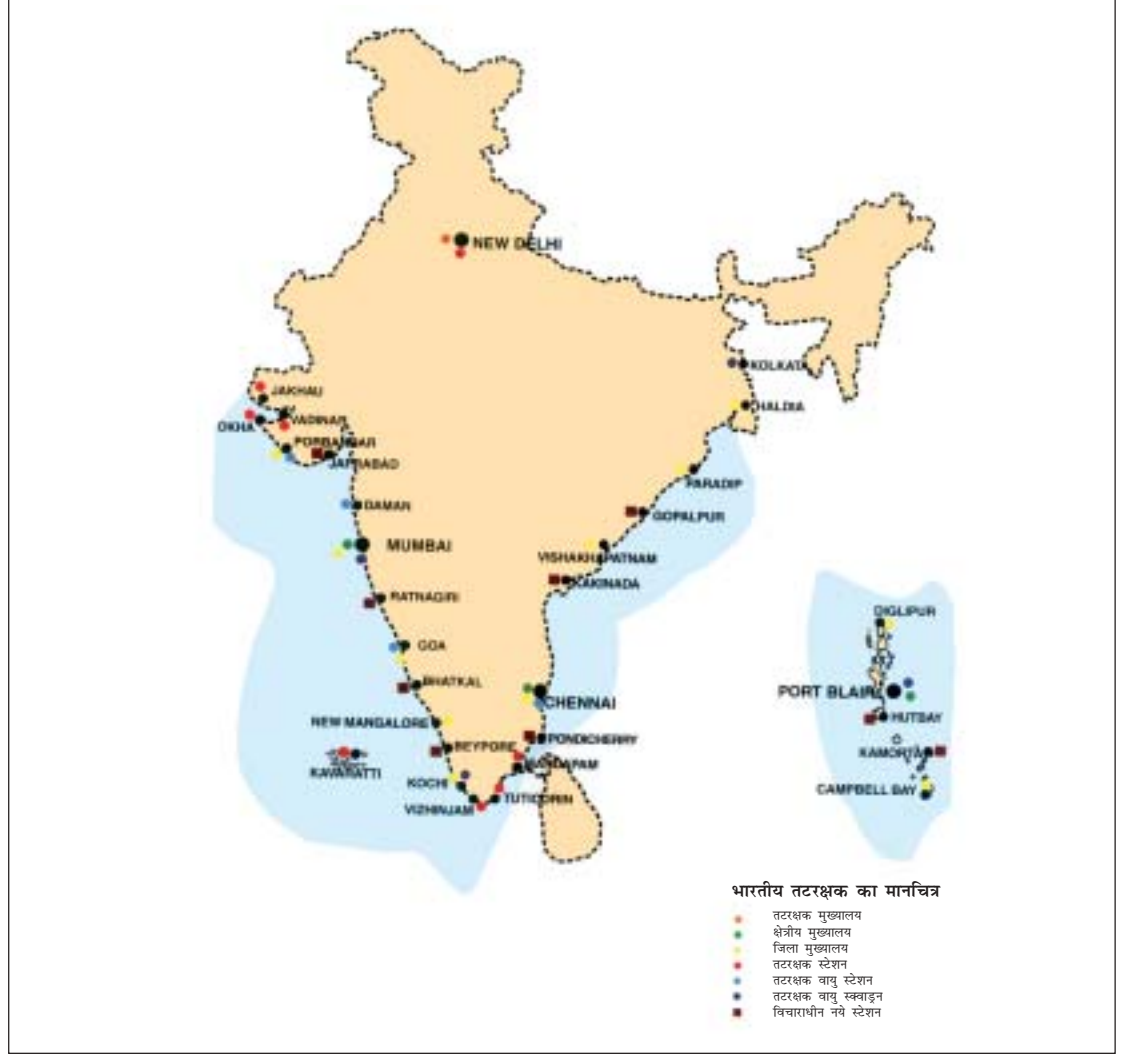 NEW DELHI
KOLKATA
JAKHAU
HALDIA
VADINAR
OKHA
PORBANDAR
JAFRABAD
PARADIP
DAMAN
GOPALPUR
MUMBAI
VISHAKHAPATNAM
KAKINADA
RATNAGIRI
DIGLIPUR
GOA
BHATKAL
PORT BLAIR
CHENNAI
HUTBAY
NEW MANGALORE
PONDICHERRY
BEYPORE
KAMORTA
MANDAPAM
KAVARATTI
KOCHI
CAMPBELL BAY
TUTICORIN
VIZHINJAM
भारतीय तटरक्षक का मानचित्र
तटरक्षक मुख्यालय
क्षेत्रीय मुख्यालय
जिला मुख्यालय
तटरक्षक स्टेशन
तटरक्षक वायु स्टेशन
तटरक्षक वायु स्क्वाड्रन
विचाराधीन नये स्टेशन